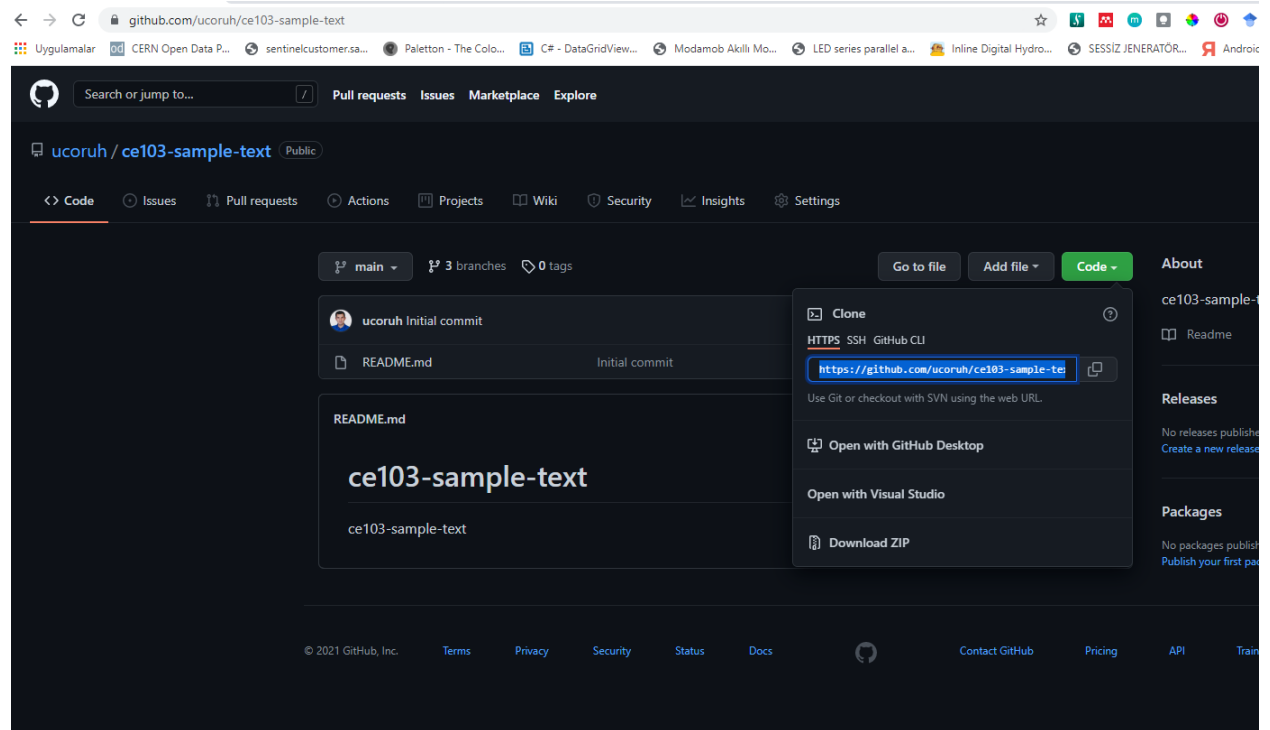 github.com/ucoruh/ce103-sample-text
Uygulamalar CERN Open Data P... sentinelcustomer.sa... Paletton - The Colo... C# - DataGridView... Modamob Akıllı Mo... LED series parallel a... Inline Digital Hydro... SESSİZ JENERATÖR... Android
Search or jump to... / Pull requests Issues Marketplace Explore
ucoruh / ce103-sample-text Public
<> Code Issues Pull requests Actions Projects Wiki Security Insights Settings
main 3 branches 0 tags Go to file Add file Code
About
ucoruh Initial commit
README.md Initial commit
README.md
ce103-sample-text
ce103-sample-text
Clone
HTTPS SSH GitHub CLI
https://github.com/ucoruh/ce103-sample-te
Use Git or checkout with SVN using the web URL.
Open with GitHub Desktop
Open with Visual Studio
Download ZIP
ce103-sample-t
Readme
Releases
No releases publishe
Create a new release
Packages
No packages publish
Publish your first pac
© 2021 GitHub, Inc. Terms Privacy Security Status Docs Contact GitHub Pricing API Train